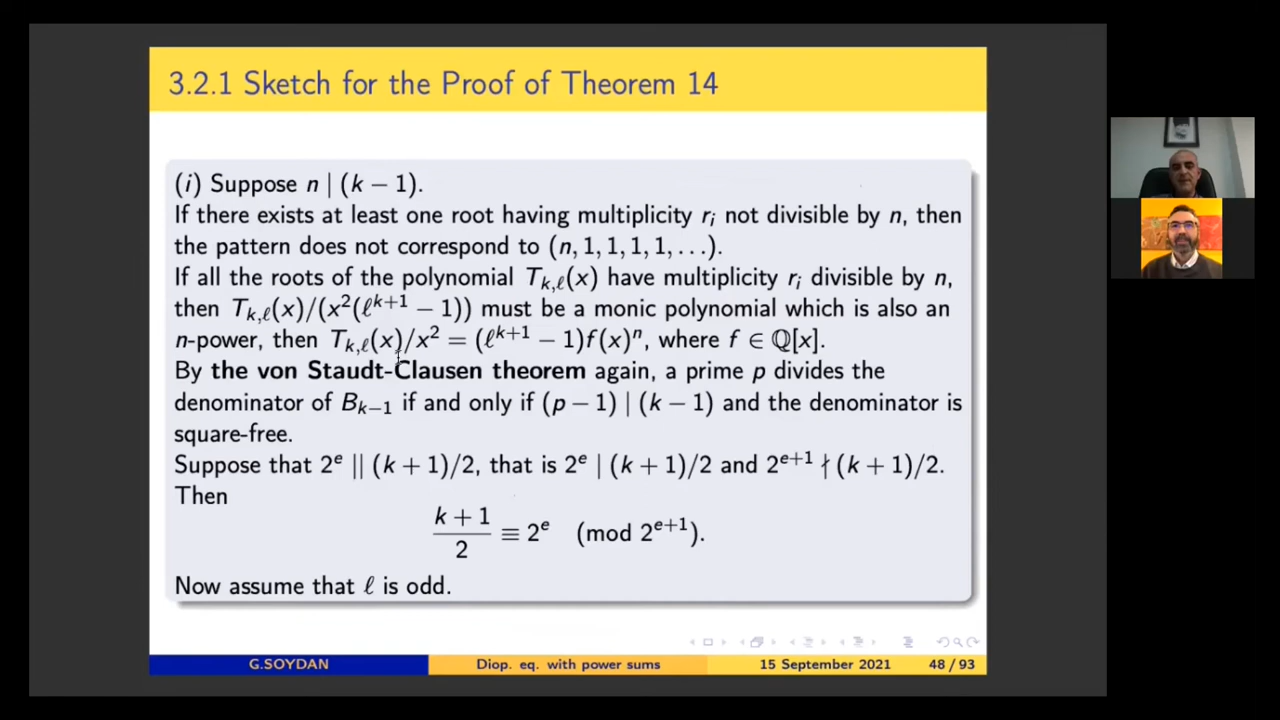 3.2.1 Sketch for the Proof of Theorem 14
(i) Suppose n | (k − 1).
If there exists at least one root having multiplicity rᵢ not divisible by n, then
the pattern does not correspond to (n, 1, 1, 1, 1, . . .).
If all the roots of the polynomial T_{k,ℓ}(x) have multiplicity rᵢ divisible by n,
then T_{k,ℓ}(x)/(x²(ℓ^{k+1} − 1)) must be a monic polynomial which is also an
n-power, then T_{k,ℓ}(x)/x² = (ℓ^{k+1} − 1)f(x)ⁿ, where f ∈ ℚ[x].
By the von Staudt-Clausen theorem again, a prime p divides the
denominator of B_{k−1} if and only if (p − 1) | (k − 1) and the denominator is
square-free.
Suppose that 2^e || (k + 1)/2, that is 2^e | (k + 1)/2 and 2^{e+1} ∤ (k + 1)/2.
Then
(k + 1)/2 ≡ 2^e (mod 2^{e+1}).
Now assume that ℓ is odd.
G.SOYDAN Diop. eq. with power sums 15 September 2021 48 / 93